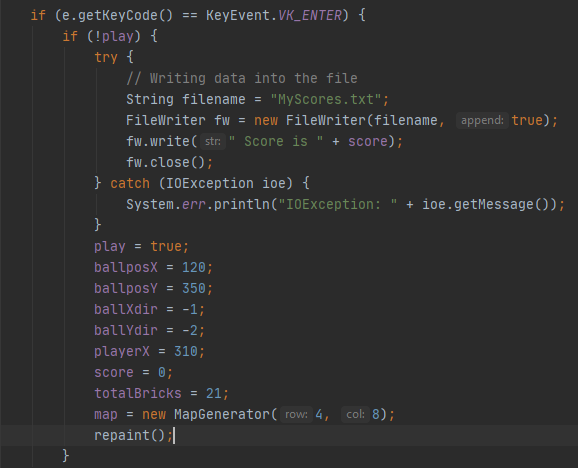 if (e.getKeyCode() == KeyEvent.VK_ENTER) {
if (!play) {
try {
// Writing data into the file
String filename = "MyScores.txt";
FileWriter fw = new FileWriter(filename, append: true);
fw.write( str: " Score is " + score);
fw.close();
} catch (IOException ioe) {
System.err.println("IOException: " + ioe.getMessage());
}
play = true;
ballposX = 120;
ballposY = 350;
ballXdir = -1;
ballYdir = -2;
playerX = 310;
score = 0;
totalBricks = 21;
map = new MapGenerator( row: 4, col: 8);
repaint();
}